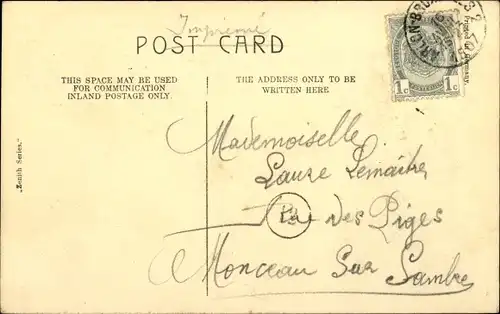 Imprimé
POST CARD
THIS SPACE MAY BE USED
FOR COMMUNICATION
INLAND POSTAGE ONLY.
THE ADDRESS ONLY TO BE
WRITTEN HERE
1c 1c
"Zenith Series."
Mademoiselle
Laure Lemaitre
Rue des Piges
Monceau Sur Sambre